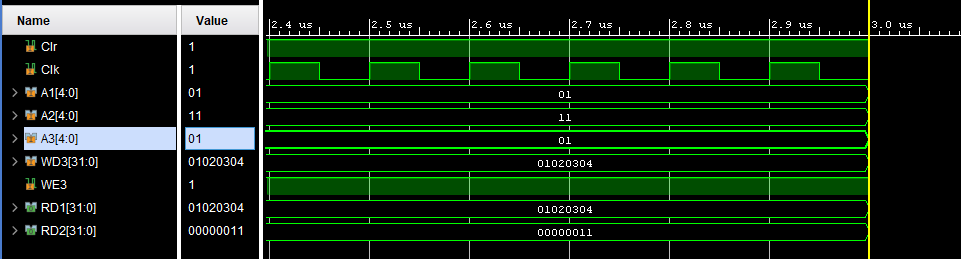 Name Value 2.4 us 2.5 us 2.6 us 2.7 us 2.8 us 2.9 us 3.0 us
Clr 1
Clk 1
A1[4:0] 01 01
A2[4:0] 11 11
A3[4:0] 01 01
WD3[31:0] 01020304 01020304
WE3 1
RD1[31:0] 01020304 01020304
RD2[31:0] 00000011 00000011